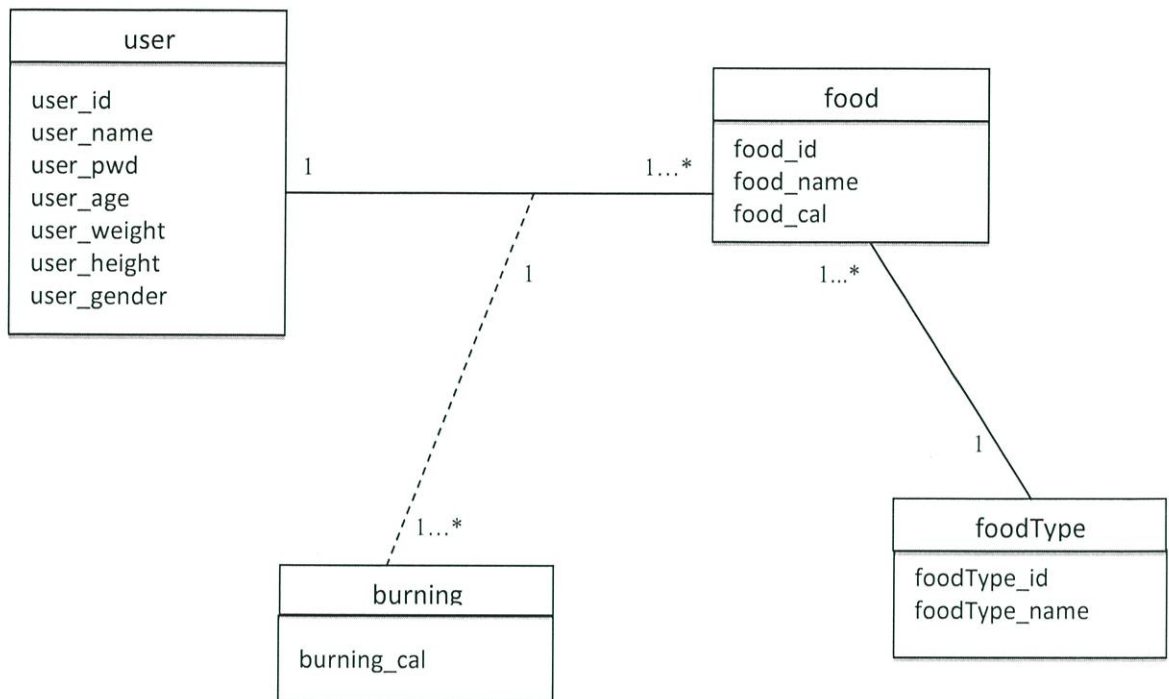 user
user_id
user_name
user_pwd
user_age
user_weight
user_height
user_gender
1
1...*
food
food_id
food_name
food_cal
1
1...*
1
1...*
foodType
foodType_id
foodType_name
burning
burning_cal